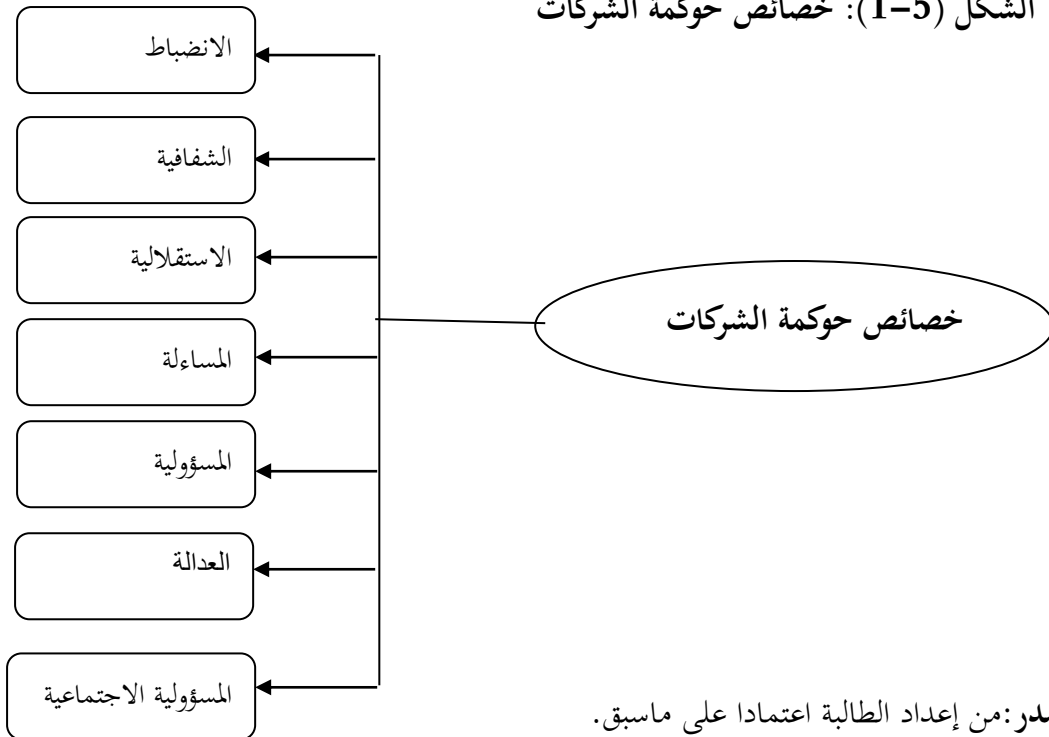 الشكل (5-1): خصائص حوكمة الشركات
الانضباط
الشفافية
الاستقلالية
خصائص حوكمة الشركات
المساءلة
المسؤولية
العدالة
المسؤولية الاجتماعية
در:من إعداد الطالبة اعتمادا على ماسبق.